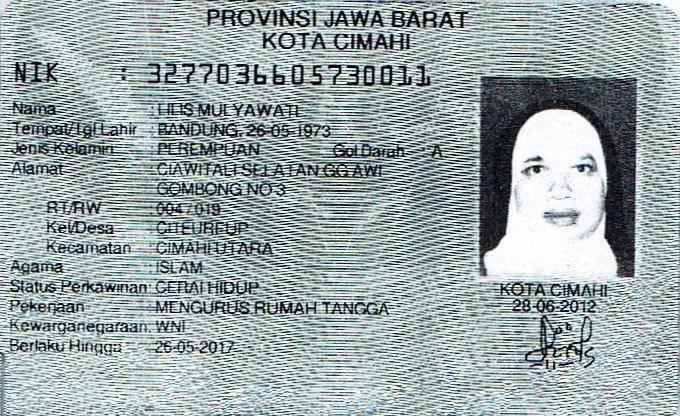 PROVINSI JAWA BARAT
KOTA CIMAHI
NIK : 3277036605730011
Nama : LILIS MULYAWATI
Tempat/Tgl Lahir : BANDUNG, 26-05-1973
Jenis Kelamin : PEREMPUAN Gol Darah : A
Alamat : CIAWITALI SELATAN GG AWI
GOMBONG NO 3
RT/RW : 004/019
Kel/Desa : CITEUREUP
Kecamatan : CIMAHI UTARA
Agama : ISLAM
Status Perkawinan: CERAI HIDUP
Pekerjaan : MENGURUS RUMAH TANGGA
Kewarganegaraan: WNI
Berlaku Hingga : 26-05-2017
KOTA CIMAHI
28-06-2012